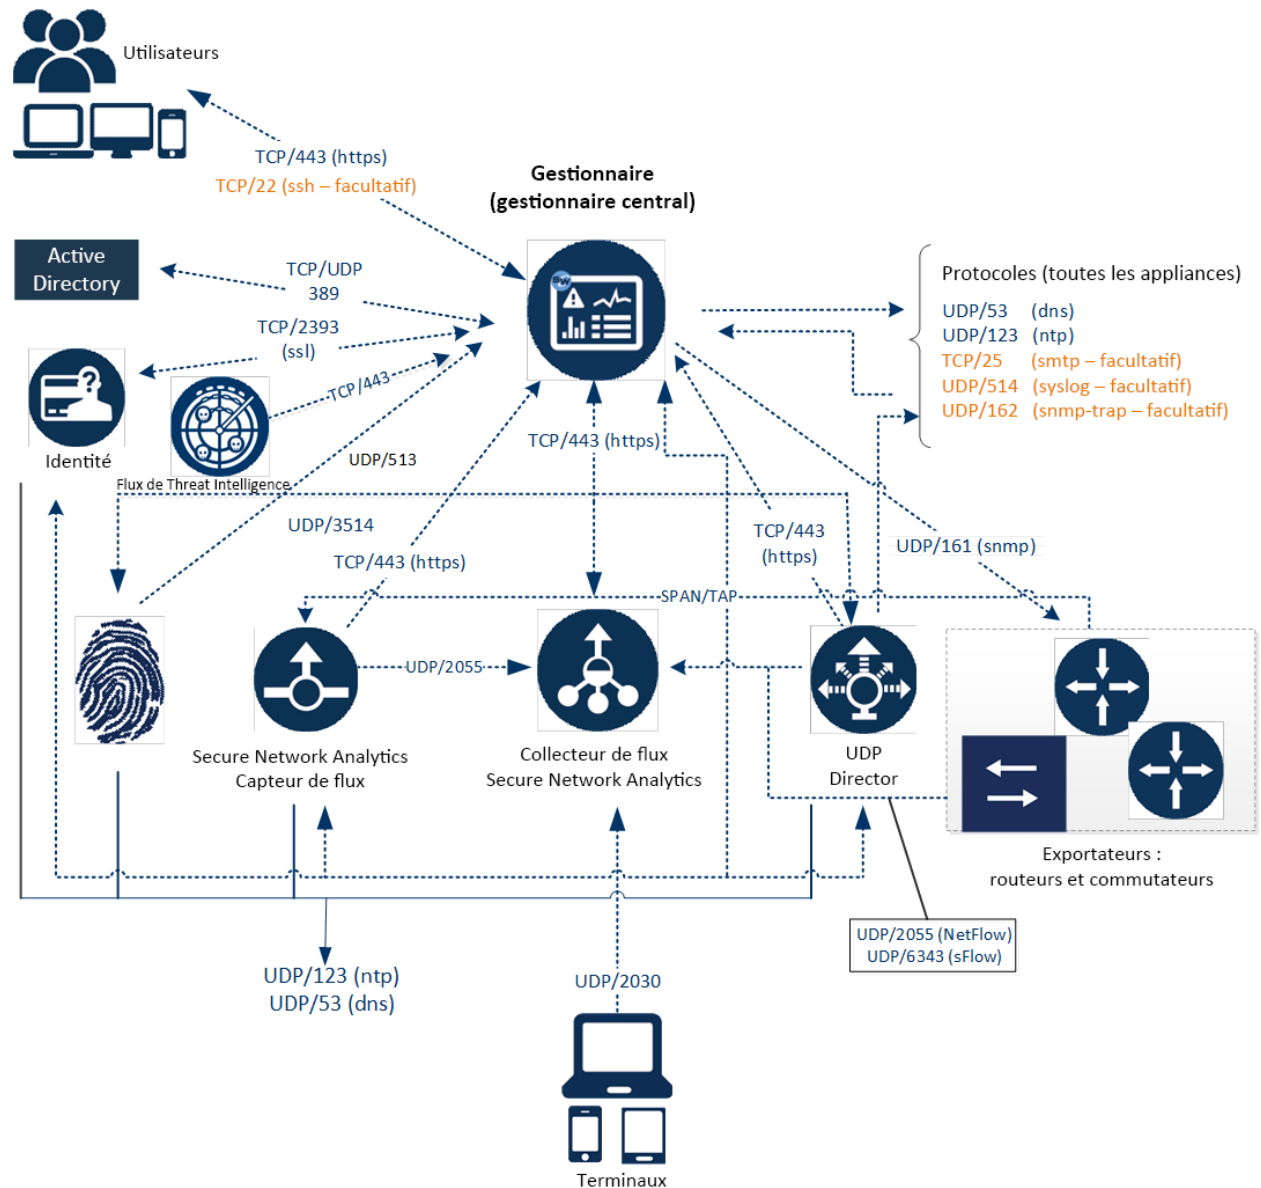 Utilisateurs
TCP/443 (https)
TCP/22 (ssh – facultatif)
Gestionnaire
(gestionnaire central)
Active
Directory
TCP/UDP
389
TCP/2393
(ssl)
TCP/443
Identité
Flux de Threat Intelligence
UDP/513
UDP/3514
TCP/443 (https)
TCP/443 (https)
TCP/443
(https)
Protocoles (toutes les appliances)
UDP/53 (dns)
UDP/123 (ntp)
TCP/25 (smtp – facultatif)
UDP/514 (syslog – facultatif)
UDP/162 (snmp-trap – facultatif)
UDP/161 (snmp)
SPAN/TAP
UDP/2055
Secure Network Analytics
Capteur de flux
Collecteur de flux
Secure Network Analytics
UDP
Director
Exportateurs :
routeurs et commutateurs
UDP/2055 (NetFlow)
UDP/6343 (sFlow)
UDP/123 (ntp)
UDP/53 (dns)
UDP/2030
Terminaux